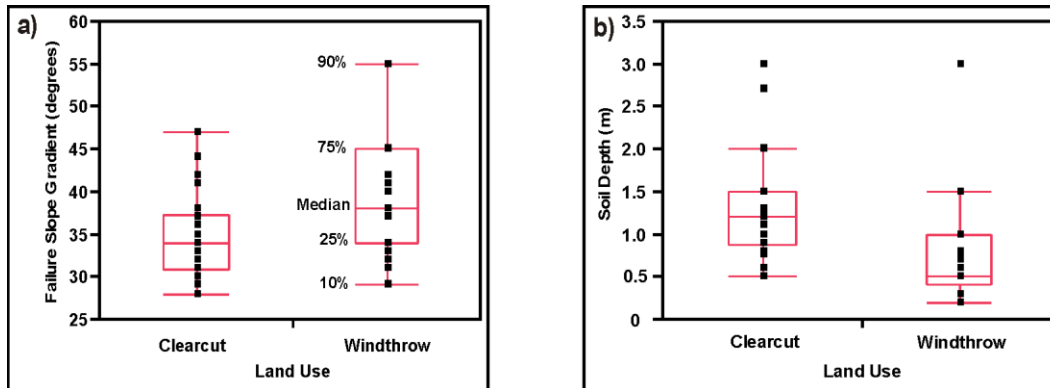 a)
Failure Slope Gradient (degrees)
60
55
50
45
40
35
30
25
90%
75%
Median
25%
10%
Clearcut
Windthrow
Land Use
b)
Soil Depth (m)
3.5
3.0
2.5
2.0
1.5
1.0
0.5
0
Clearcut
Windthrow
Land Use